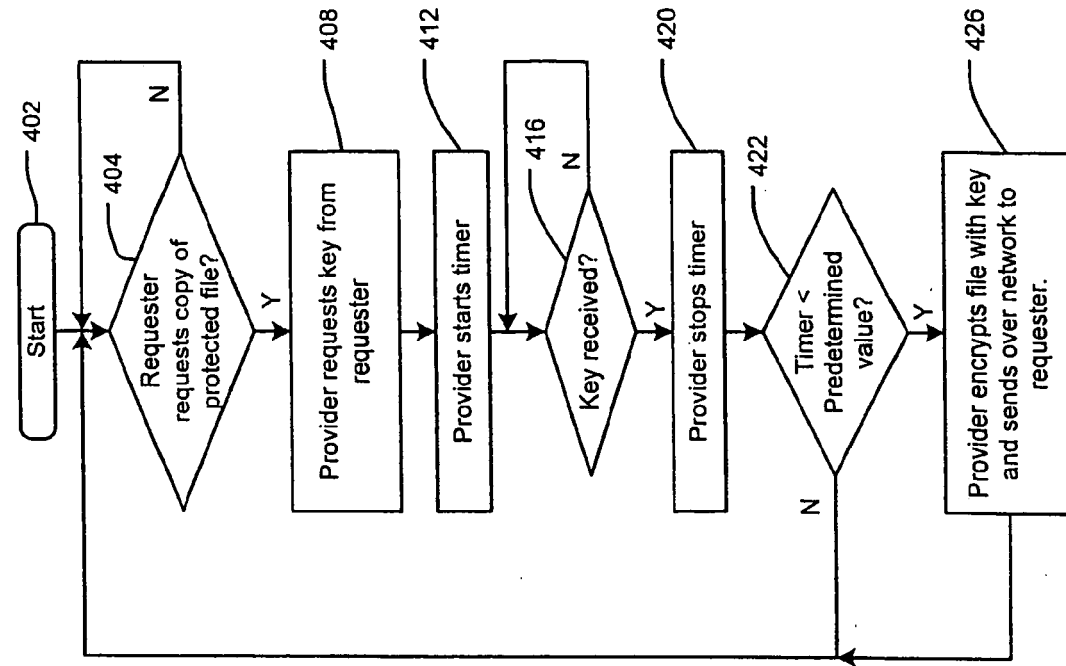 Start
402
Requester
requests copy of
protected file?
404
N
Y
Provider requests key from
requester
408
Provider starts timer
412
Key received?
416
N
Y
Provider stops timer
420
Timer <
Predetermined
value?
422
N
Y
Provider encrypts file with key
and sends over network to
requester.
426